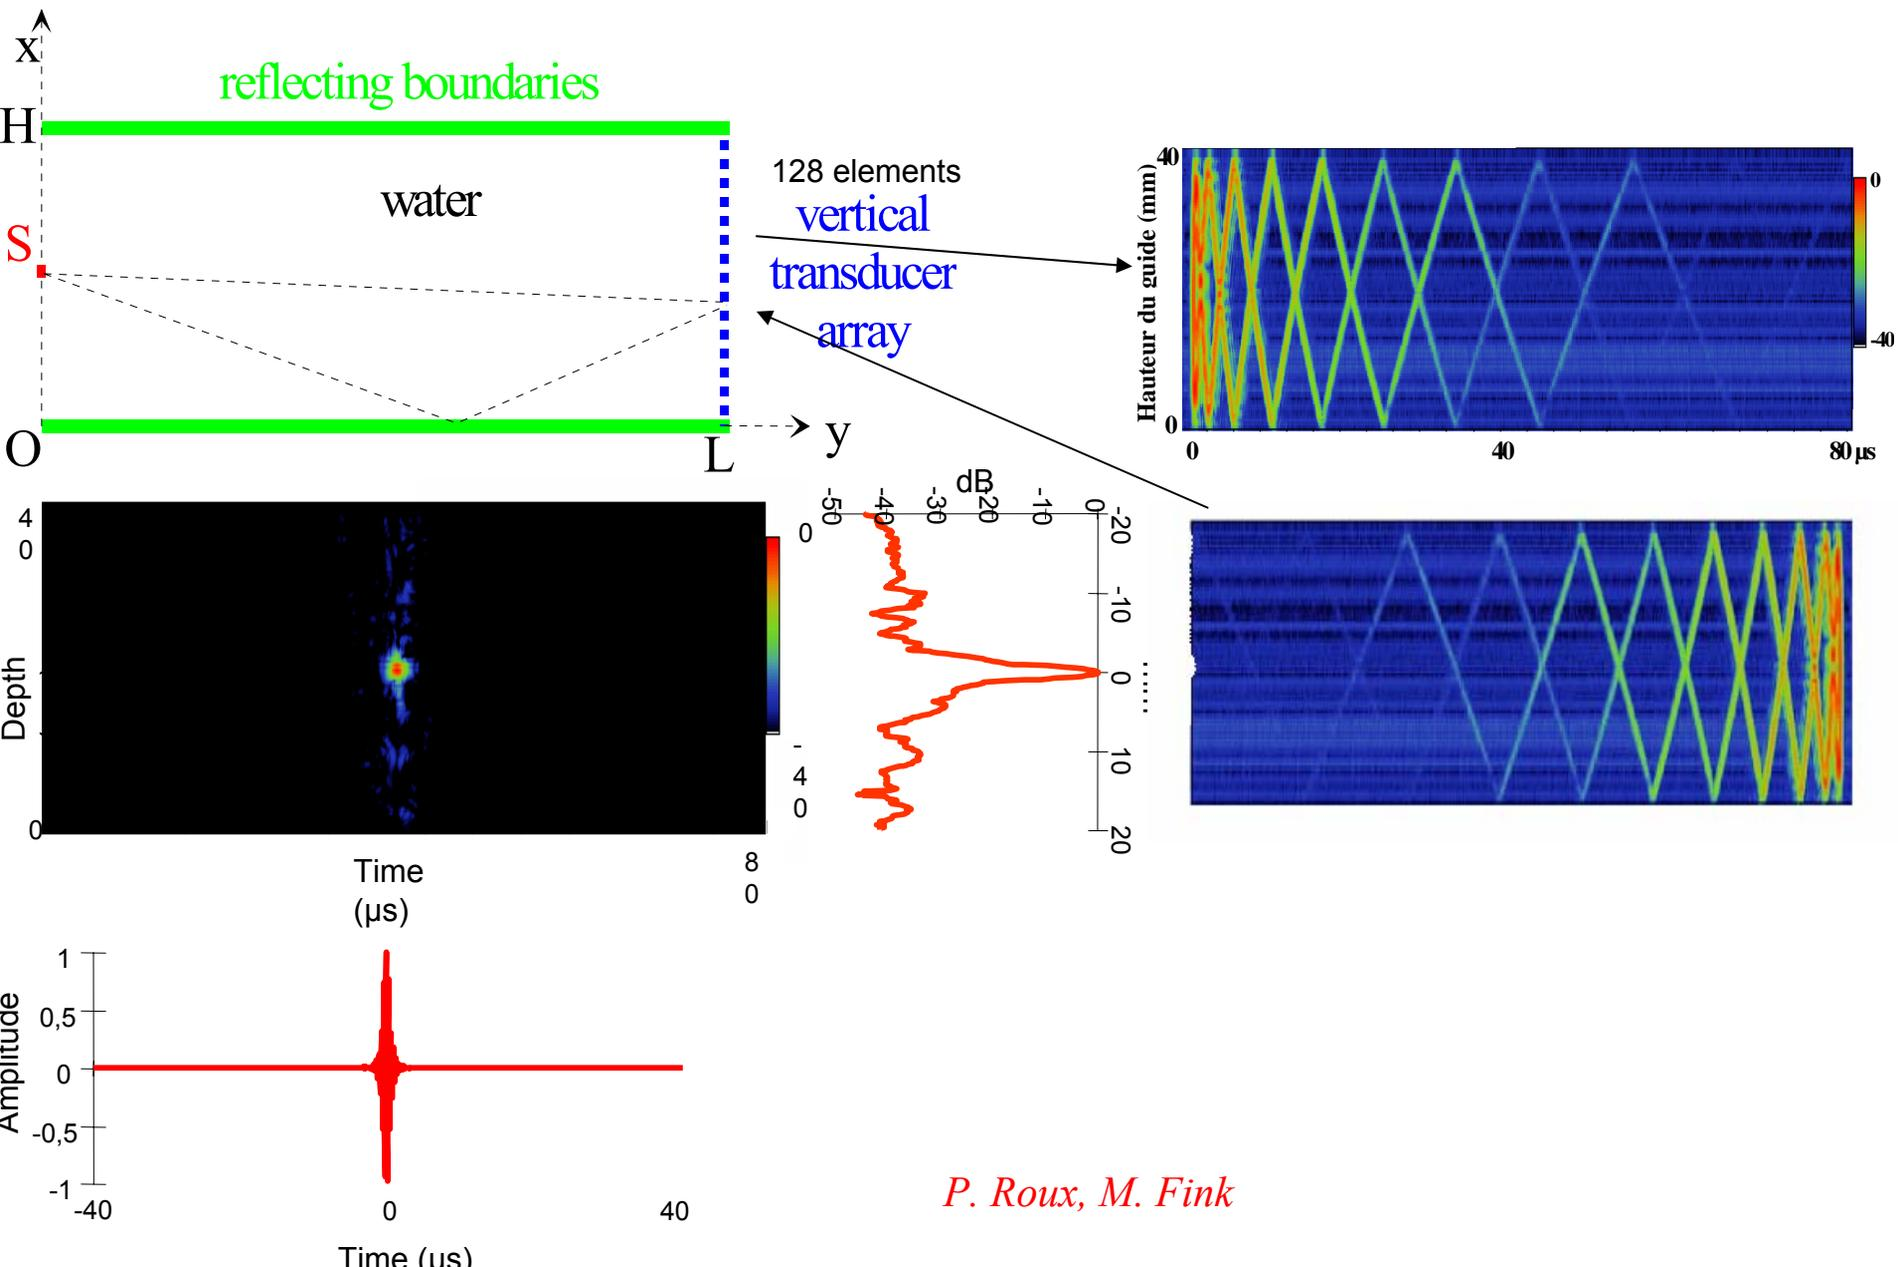 x
reflecting boundaries
H
water
S
O
L
y
128 elements
vertical
transducer
array
Hauteur du guide (mm)
40
0
0
40
80 µs
0
-40
4
0
Depth
0
Time
(µs)
8
0
0
-
4
0
dB
-50
-40
-30
-20
-10
0
-20
-10
0
10
20
.....
Amplitude
1
0,5
0
-0,5
-1
-40
0
40
Time (µs)
P. Roux, M. Fink